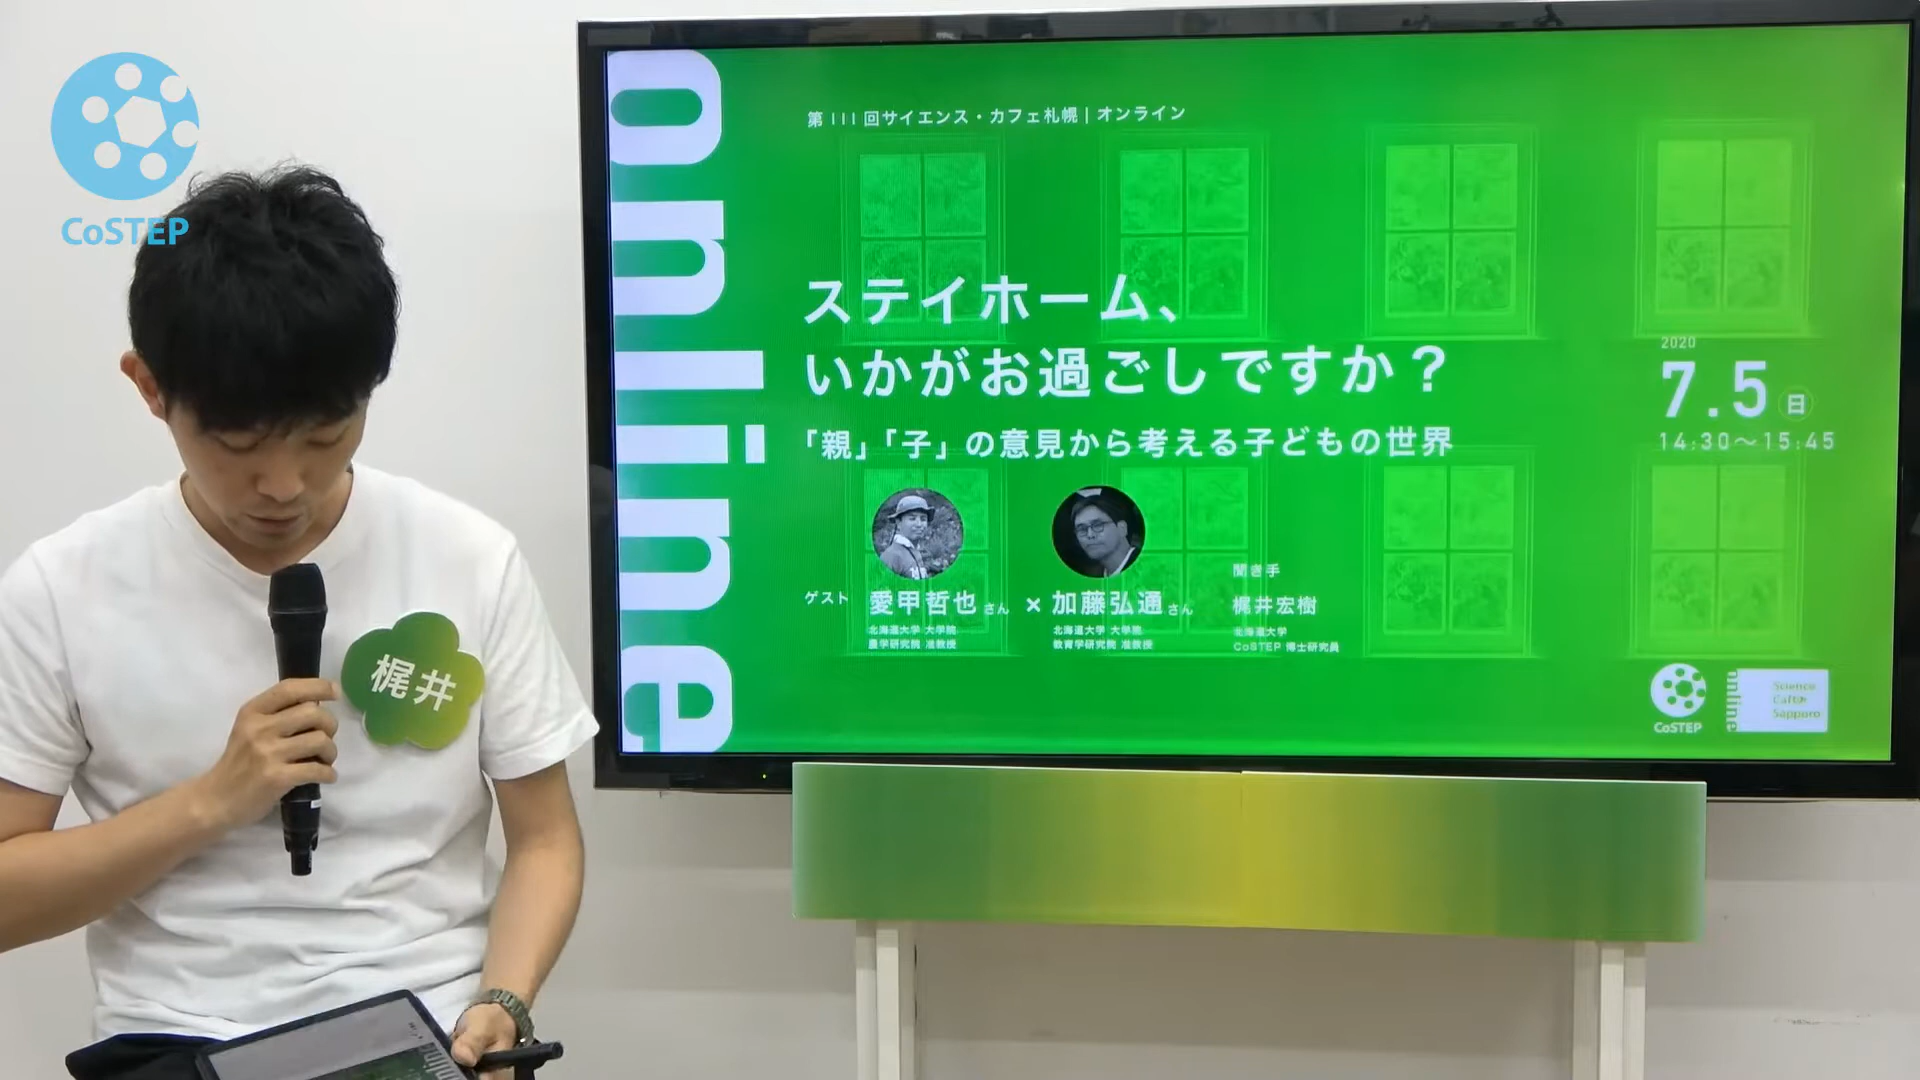 CoSTEP
online
第111回サイエンス・カフェ札幌 | オンライン
ステイホーム、
いかがお過ごしですか？
「親」「子」の意見から考える子どもの世界
2020
7.5 日
14:30〜15:45
ゲスト 愛甲哲也さん × 加藤弘通さん
北海道大学 大学院
農学研究院 准教授
北海道大学 大学院
教育学研究院 准教授
聞き手
梶井宏樹
北海道大学
CoSTEP 博士研究員
CoSTEP
online
Science
Café
Sapporo
梶井